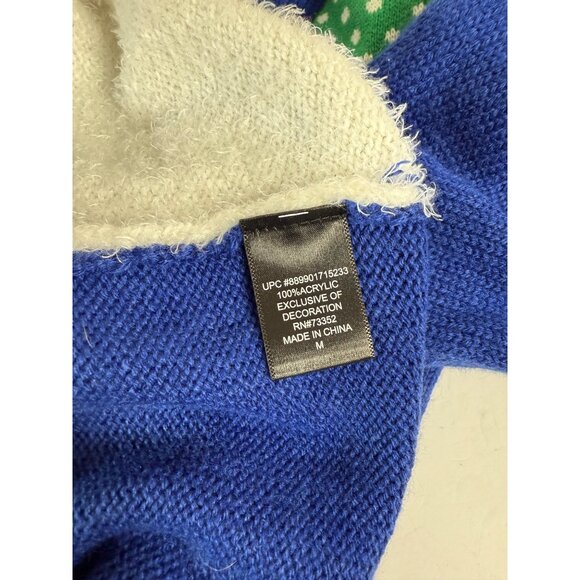 UPC #889901715233
100%ACRYLIC
EXCLUSIVE OF
DECORATION
RN#73352
MADE IN CHINA
M